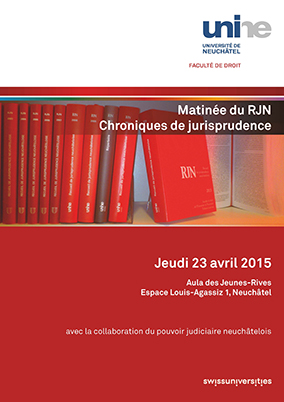 unine
UNIVERSITÉ DE
NEUCHÂTEL
FACULTÉ DE DROIT
Matinée du RJN
Chroniques de jurisprudence
RJN
Jeudi 23 avril 2015
Aula des Jeunes-Rives
Espace Louis-Agassiz 1, Neuchâtel
avec la collaboration du pouvoir judiciaire neuchâtelois
swissuniversities